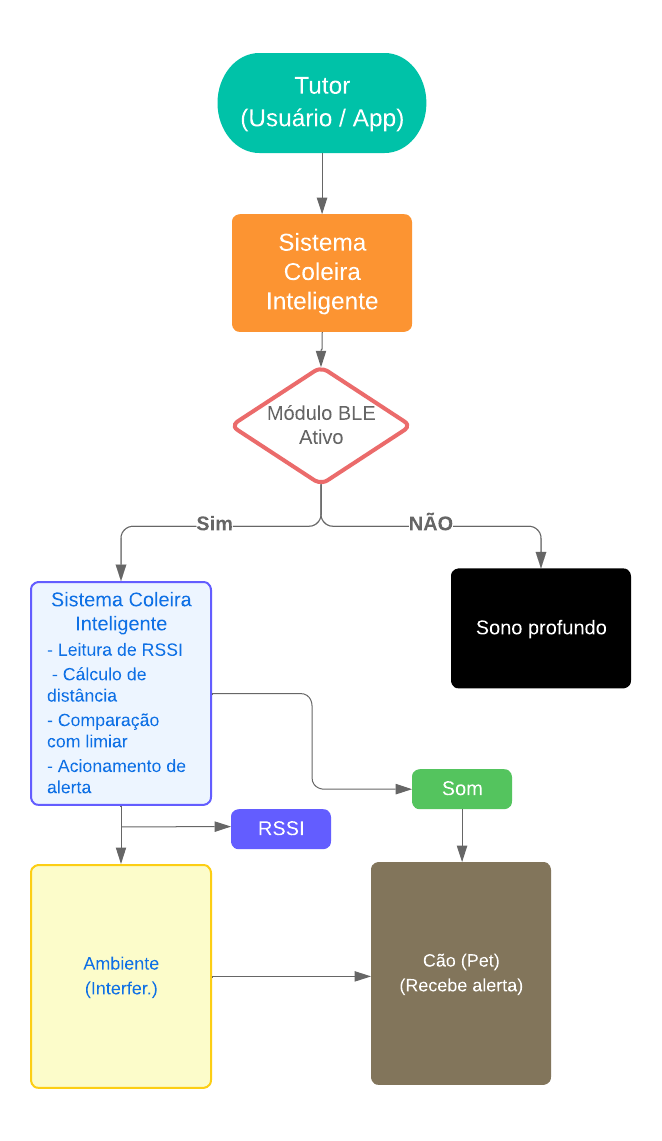 Tutor
(Usuário / App)
Sistema
Coleira
Inteligente
Módulo BLE
Ativo
Sim
NÃO
Sistema Coleira
Inteligente
- Leitura de RSSI
- Cálculo de
distância
- Comparação
com limiar
- Acionamento de
alerta
Sono profundo
Som
RSSI
Ambiente
(Interfer.)
Cão (Pet)
(Recebe alerta)